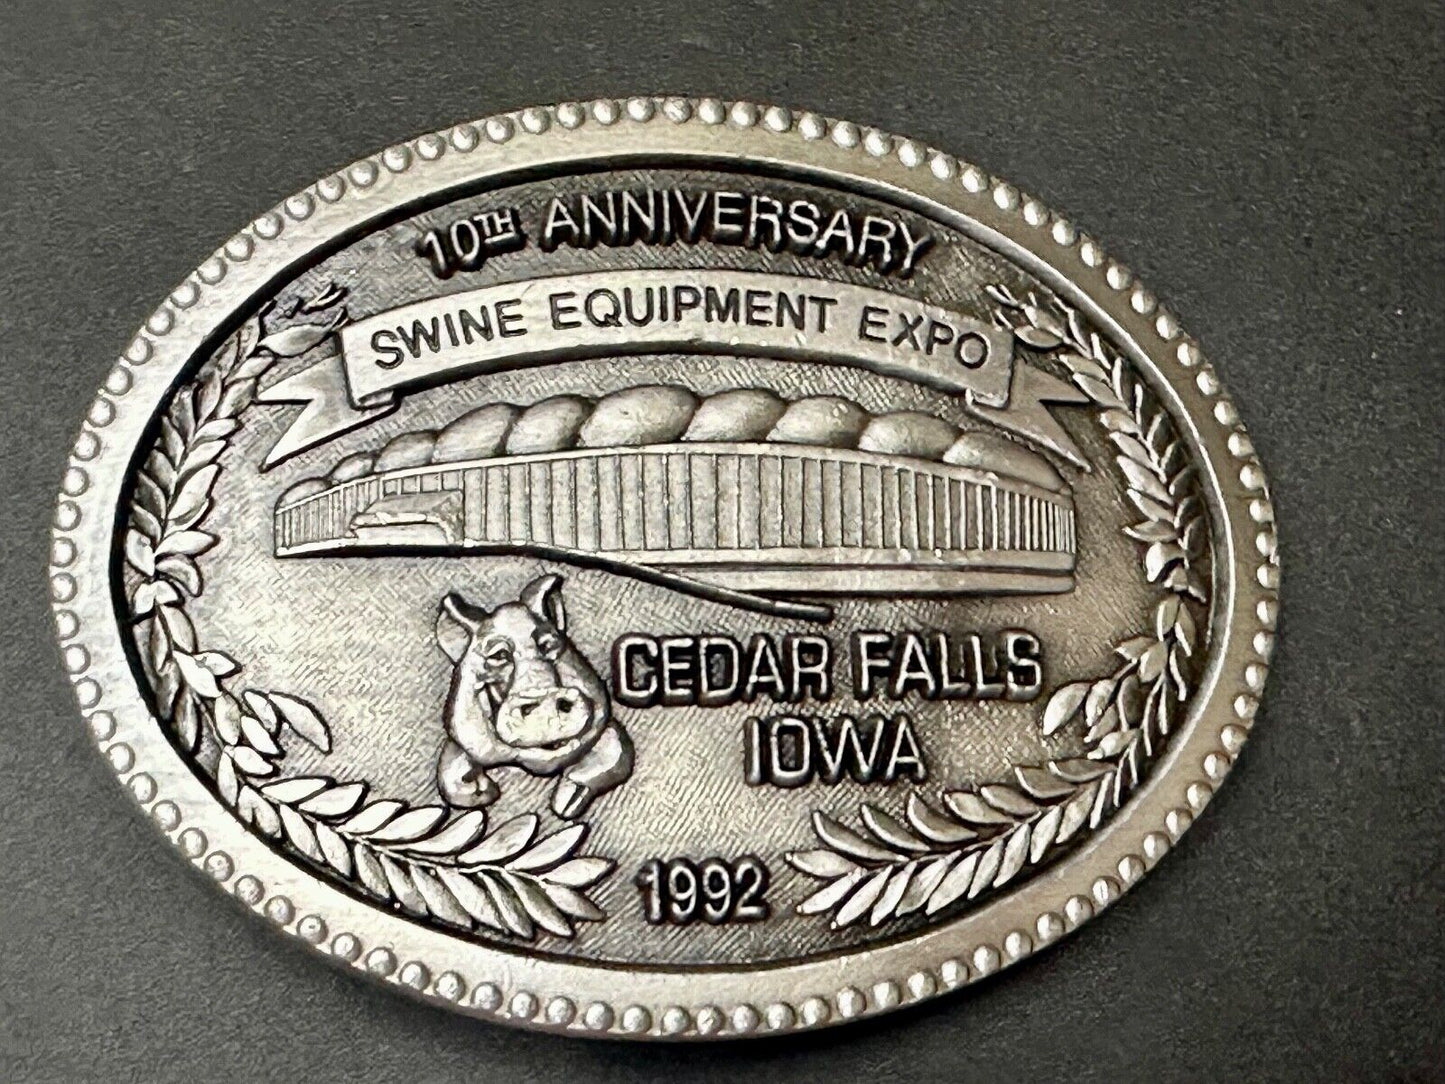 10TH ANNIVERSARY
SWINE EQUIPMENT EXPO
CEDAR FALLS
IOWA
1992